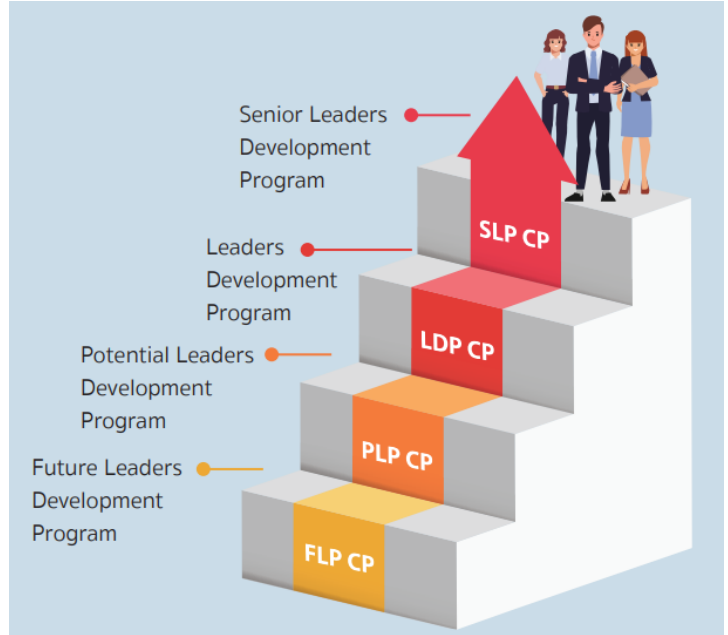 Senior Leaders
Development
Program
SLP CP
Leaders
Development
Program
LDP CP
Potential Leaders
Development
Program
PLP CP
Future Leaders
Development
Program
FLP CP